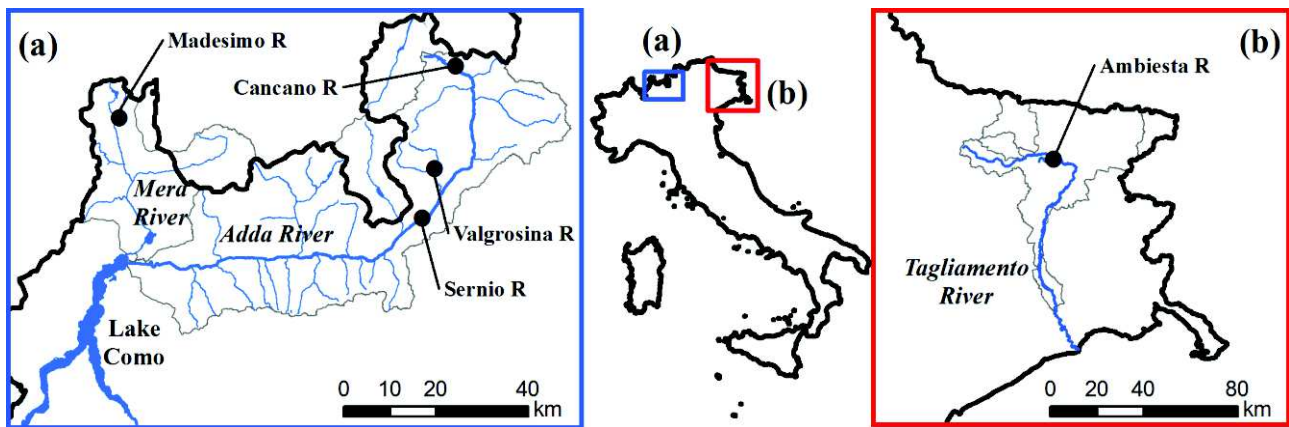 (a)
Madesimo R
Cancano R
Mera
River
Adda River
Valgrosina R
Sernio R
Lake
Como
0 10 20 40
km
(a)
(b)
(b)
Ambiesta R
Tagliamento
River
0 20 40 80
km